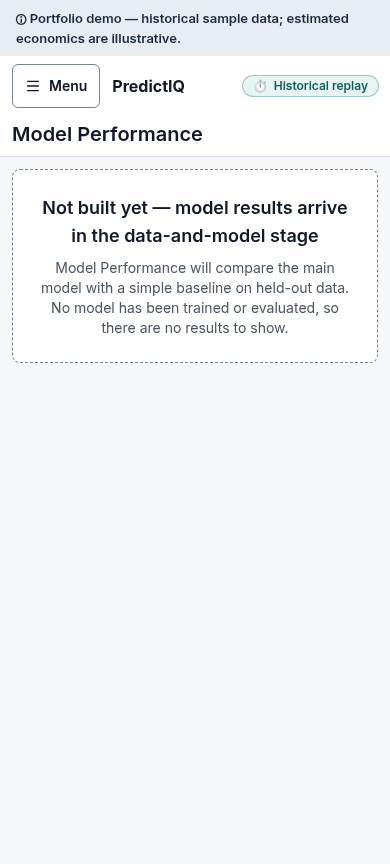 ⓘ Portfolio demo — historical sample data; estimated
economics are illustrative.
☰ Menu
PredictIQ
⏱️ Historical replay
Model Performance
Not built yet — model results arrive
in the data-and-model stage
Model Performance will compare the main
model with a simple baseline on held-out data.
No model has been trained or evaluated, so
there are no results to show.